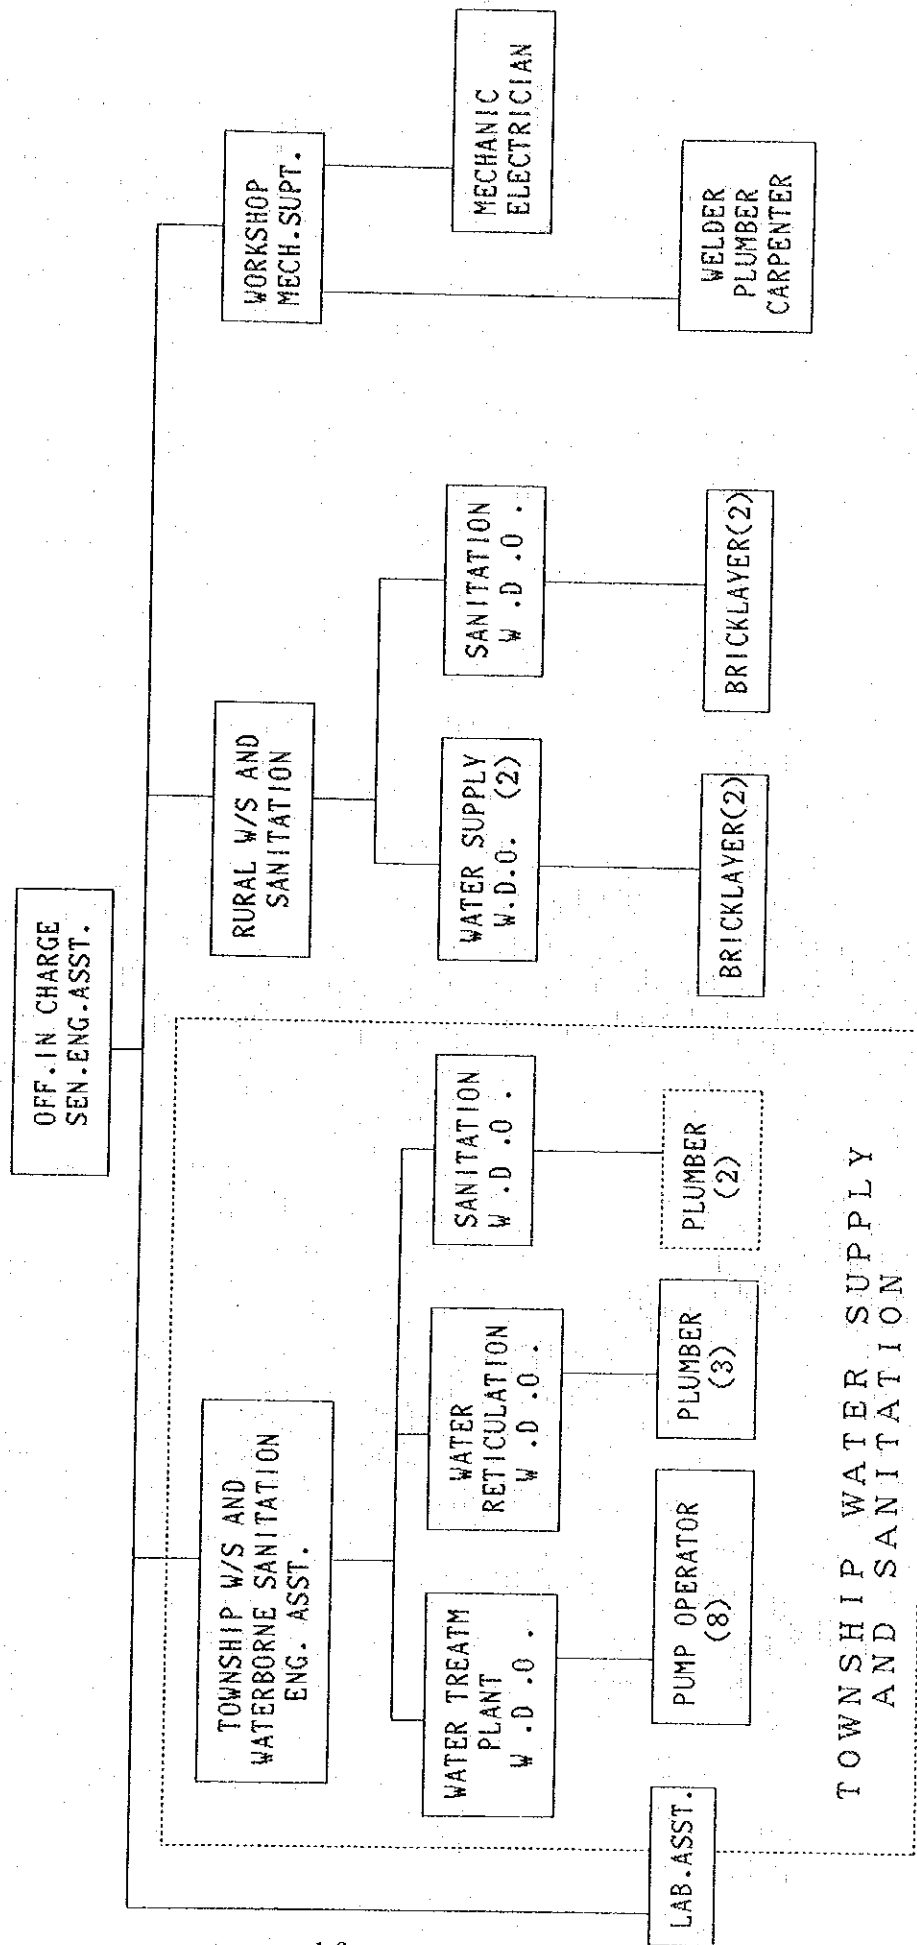 OFF.IN CHARGE
SEN.ENG.ASST.
TOWNSHIP W/S AND
WATERBORNE SANITATION
ENG. ASST.
RURAL W/S AND
SANITATION
WORKSHOP
MECH.SUPT.
WATER TREATM
PLANT
W .D .O .
WATER
RETICULATION
W .D .O .
SANITATION
W .D .O .
WATER SUPPLY
W.D.O. (2)
SANITATION
W .D .O .
MECHANIC
ELECTRICIAN
LAB.ASST.
PUMP OPERATOR
(8)
PLUMBER
(3)
PLUMBER
(2)
BRICKLAYER(2)
BRICKLAYER(2)
WELDER
PLUMBER
CARPENTER
TOWNSHIP WATER SUPPLY
AND SANITATION